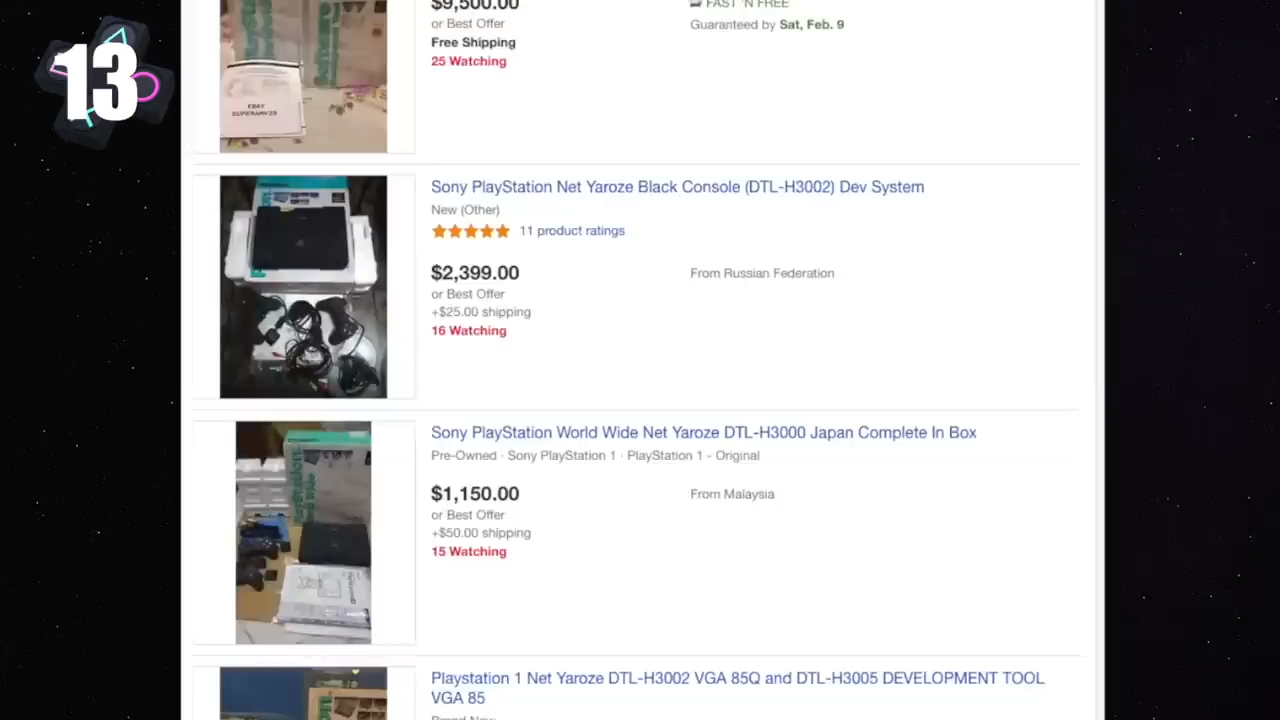 13
$9,500.00
FAST 'N FREE
or Best Offer
Guaranteed by Sat, Feb. 9
Free Shipping
25 Watching
EBAY
SUPERAMV29
Sony PlayStation Net Yaroze Black Console (DTL-H3002) Dev System
New (Other)
11 product ratings
$2,399.00
From Russian Federation
or Best Offer
+$25.00 shipping
16 Watching
Sony PlayStation World Wide Net Yaroze DTL-H3000 Japan Complete In Box
Pre-Owned · Sony PlayStation 1 · PlayStation 1 - Original
$1,150.00
From Malaysia
or Best Offer
+$50.00 shipping
15 Watching
Playstation 1 Net Yaroze DTL-H3002 VGA 85Q and DTL-H3005 DEVELOPMENT TOOL
VGA 85
Brand New